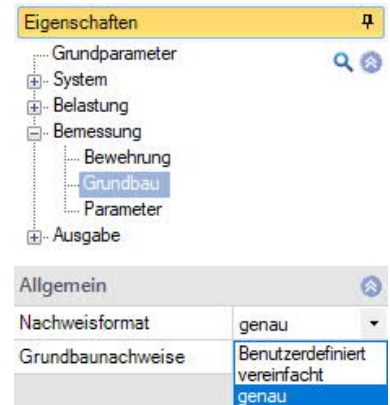 Eigenschaften
Grundparameter
System
Belastung
Bemessung
Bewehrung
Grundbau
Parameter
Ausgabe
Allgemein
Nachweisformat genau
Grundbaunachweise Benutzerdefiniert
vereinfacht
genau